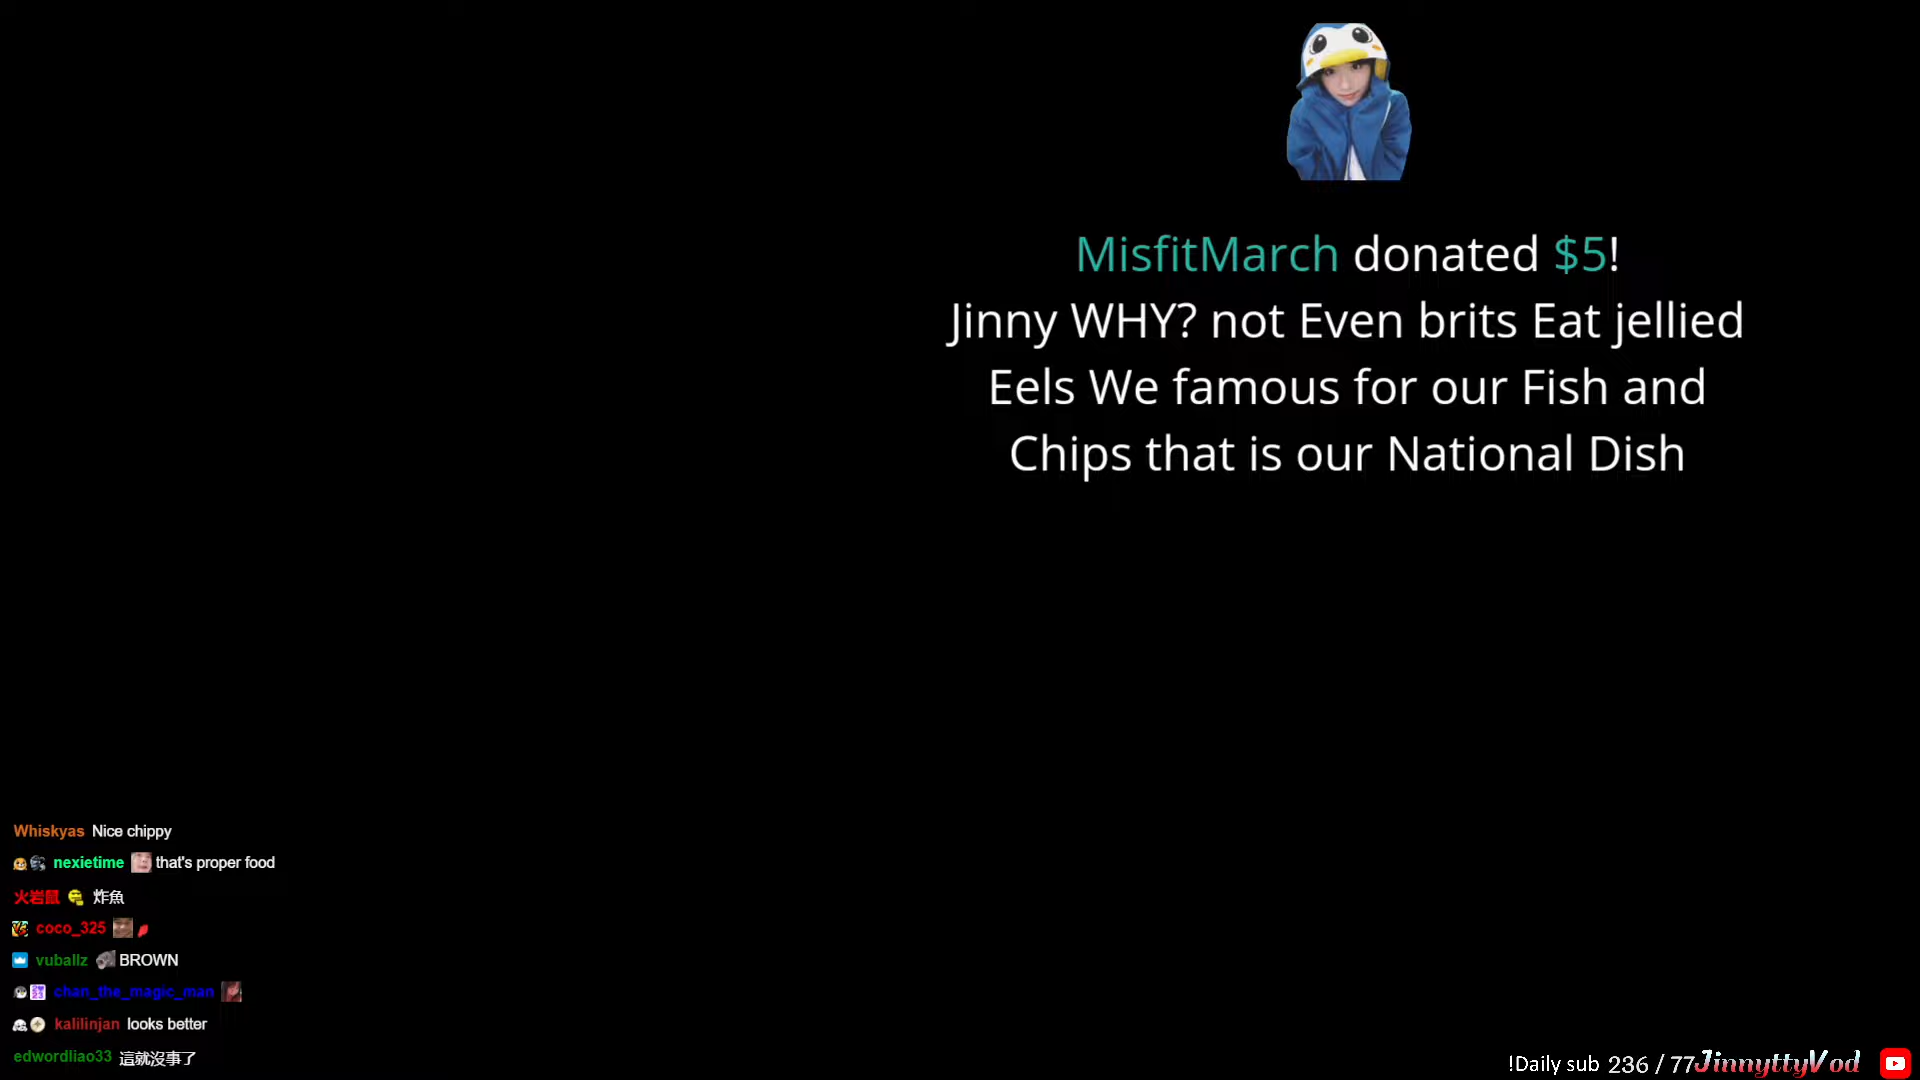 MisfitMarch donated $5!
Jinny WHY? not Even brits Eat jellied
Eels We famous for our Fish and
Chips that is our National Dish
Whiskyas Nice chippy
nexietime that's proper food
火岩鼠 炸魚
coco_325
vuballz BROWN
chan_the_magic_man
kalilinjan looks better
edwordliao33 這就沒事了
!Daily sub 236 / 77
JinnyttyVod